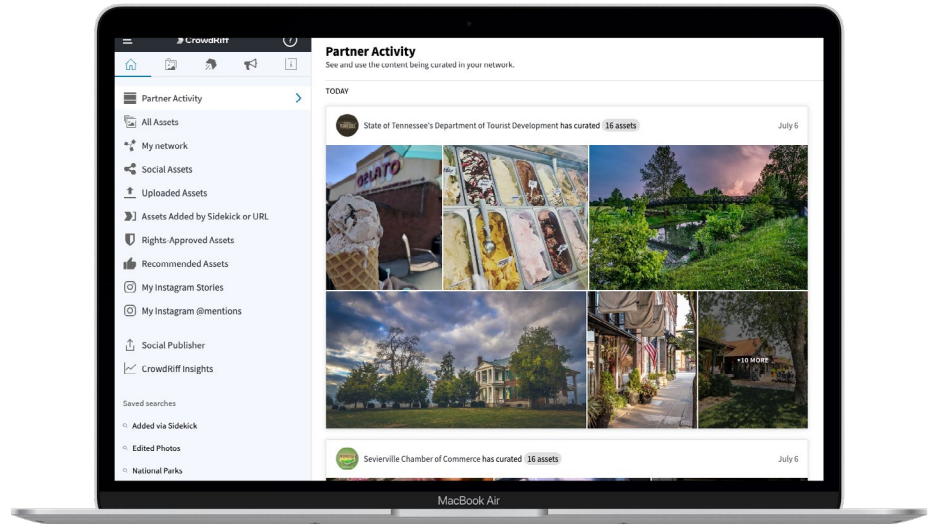 CrowdRiff
Partner Activity
See and use the content being curated in your network.
TODAY
Partner Activity
All Assets
My network
Social Assets
Uploaded Assets
Assets Added by Sidekick or URL
Rights-Approved Assets
Recommended Assets
My Instagram Stories
My Instagram @mentions
Social Publisher
CrowdRiff Insights
Saved searches
Added via Sidekick
Edited Photos
National Parks
State of Tennessee's Department of Tourist Development has curated 16 assets
July 6
GELATO
+10 MORE
Sevierville Chamber of Commerce has curated 16 assets
July 6
MacBook Air